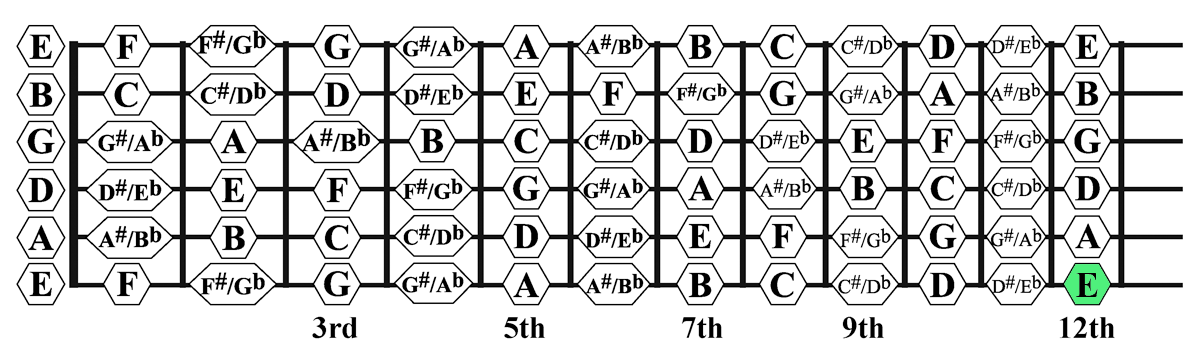 E F F#/Gb G G#/Ab A A#/Bb B C C#/Db D D#/Eb E
B C C#/Db D D#/Eb E F F#/Gb G G#/Ab A A#/Bb B
G G#/Ab A A#/Bb B C C#/Db D D#/Eb E F F#/Gb G
D D#/Eb E F F#/Gb G G#/Ab A A#/Bb B C C#/Db D
A A#/Bb B C C#/Db D D#/Eb E F F#/Gb G G#/Ab A
E F F#/Gb G G#/Ab A A#/Bb B C C#/Db D D#/Eb E
3rd 5th 7th 9th 12th